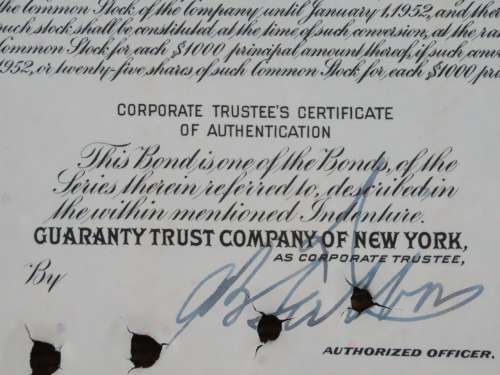 the Common Stock of the Company until January 1, 1952, and the
such stock shall be constituted, at the time of such conversion, at the ra
Common Stock for each $1000 principal amount thereof, if such conver
1952, or twenty-five shares of such Common Stock for each $1000 prin
CORPORATE TRUSTEE'S CERTIFICATE
OF AUTHENTICATION
This Bond is one of the Bonds, of the
Series therein referred to, described in
the within mentioned Indenture.
GUARANTY TRUST COMPANY OF NEW YORK,
AS CORPORATE TRUSTEE,
By
AUTHORIZED OFFICER.